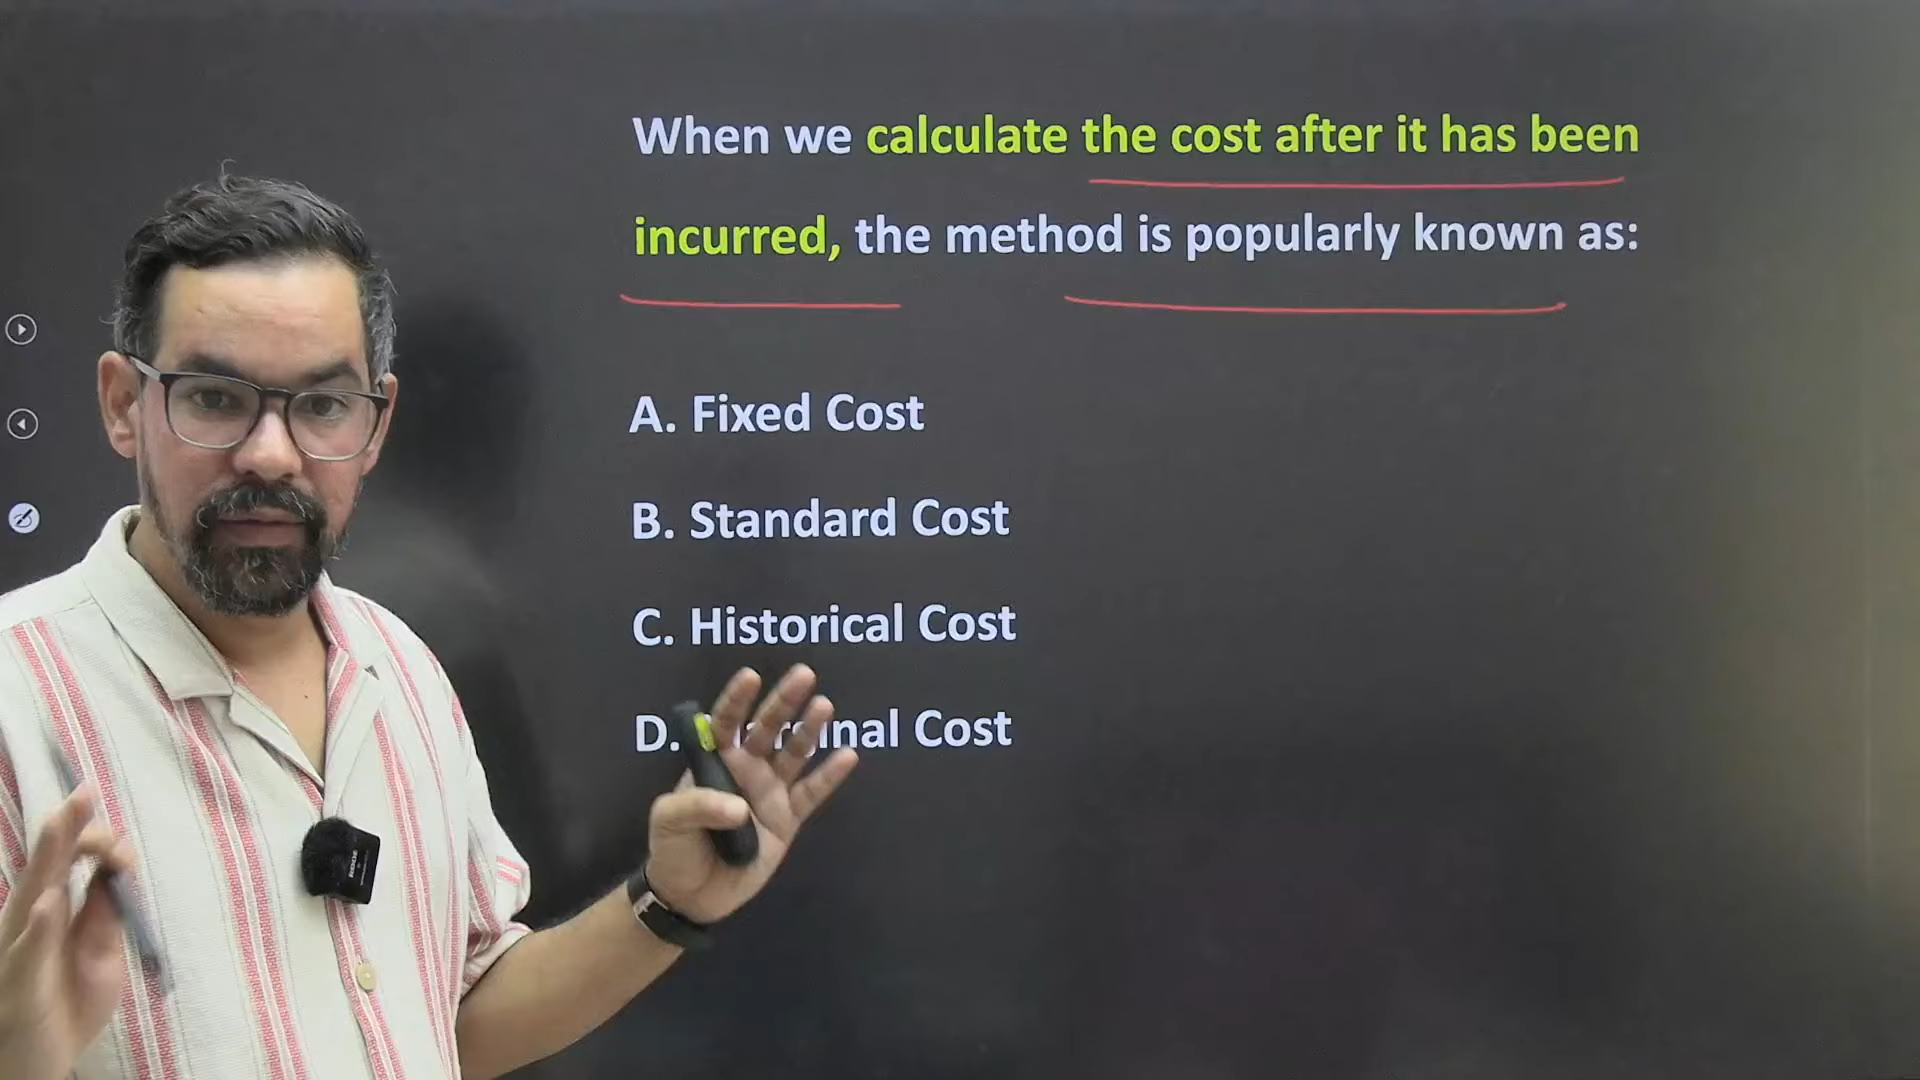 When we calculate the cost after it has been
incurred, the method is popularly known as:
A. Fixed Cost
B. Standard Cost
C. Historical Cost
D. Cost
RODE